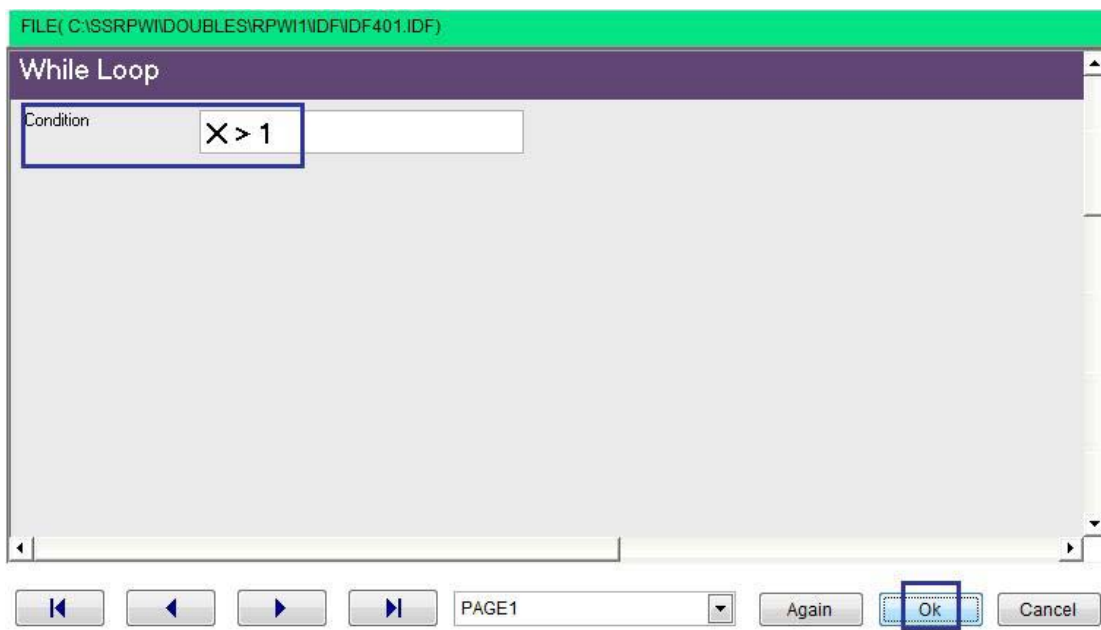 FILE( C:\SSRPWI\DOUBLES\RPWI1\IDF\IDF401.IDF)
While Loop
Condition
X > 1
PAGE1
Again
Ok
Cancel